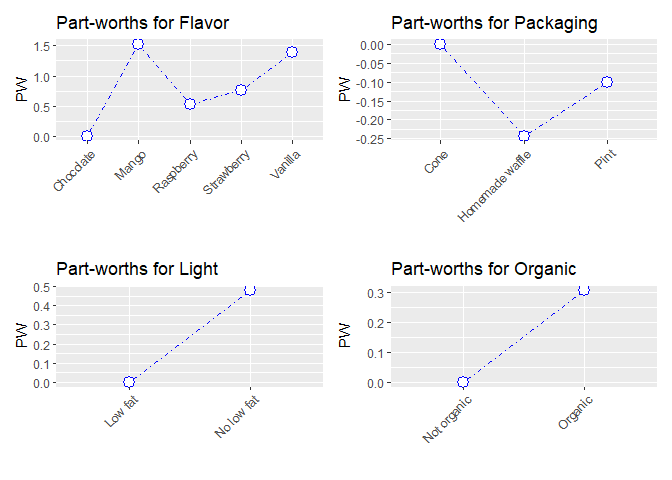 Part-worths for Flavor
PW
1.5
1.0
0.5
0.0
Chocolate
Mango
Raspberry
Strawberry
Vanilla
Part-worths for Packaging
PW
0.00
-0.05
-0.10
-0.15
-0.20
-0.25
Cone
Homemade waffle
Pint
Part-worths for Light
PW
0.5
0.4
0.3
0.2
0.1
0.0
Low fat
No low fat
Part-worths for Organic
PW
0.3
0.2
0.1
0.0
Not organic
Organic